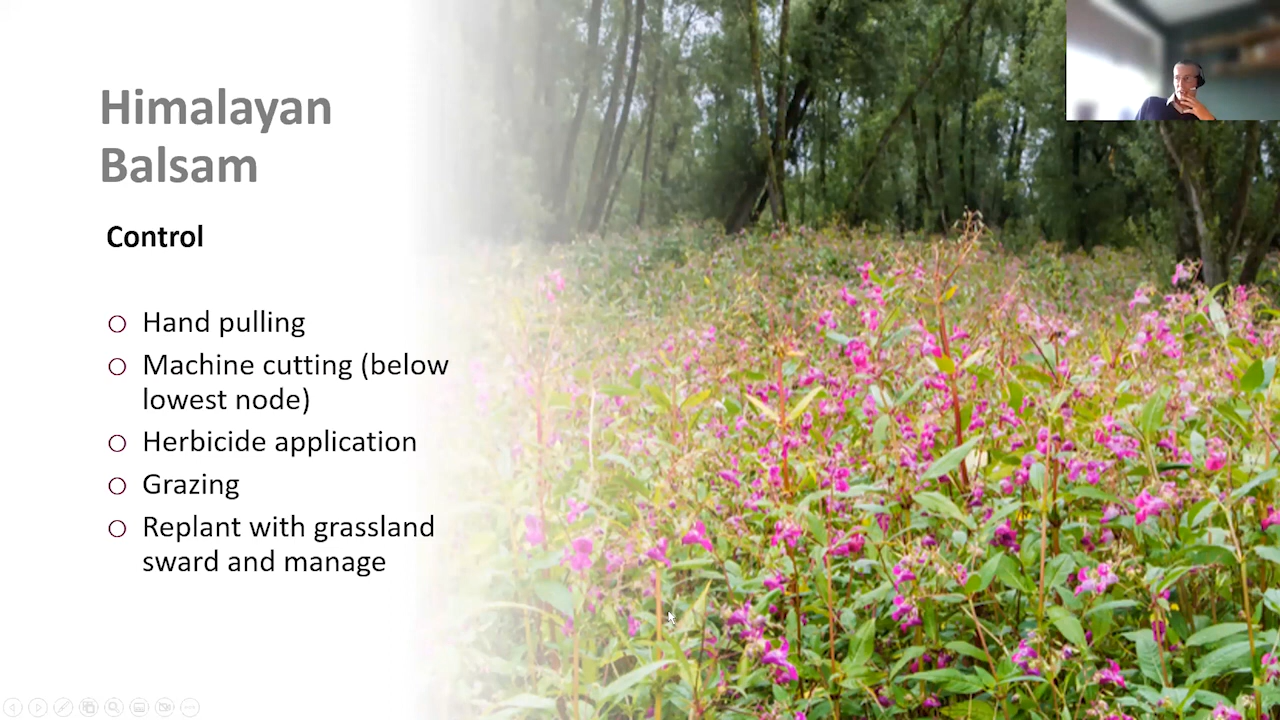 Himalayan
Balsam
Control
Hand pulling
Machine cutting (below
lowest node)
Herbicide application
Grazing
Replant with grassland
sward and manage